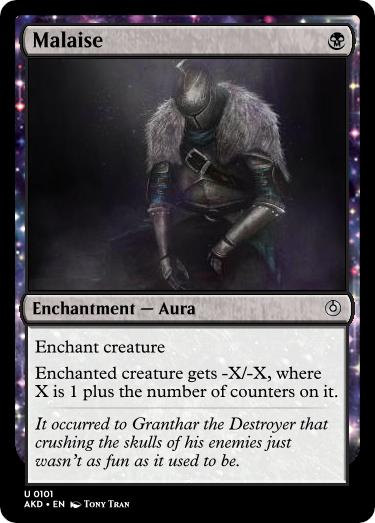 Malaise
Enchantment — Aura
Enchant creature
Enchanted creature gets -X/-X, where
X is 1 plus the number of counters on it.
It occurred to Granthar the Destroyer that
crushing the skulls of his enemies just
wasn't as fun as it used to be.
U 0101
AKD • EN Tony Tran